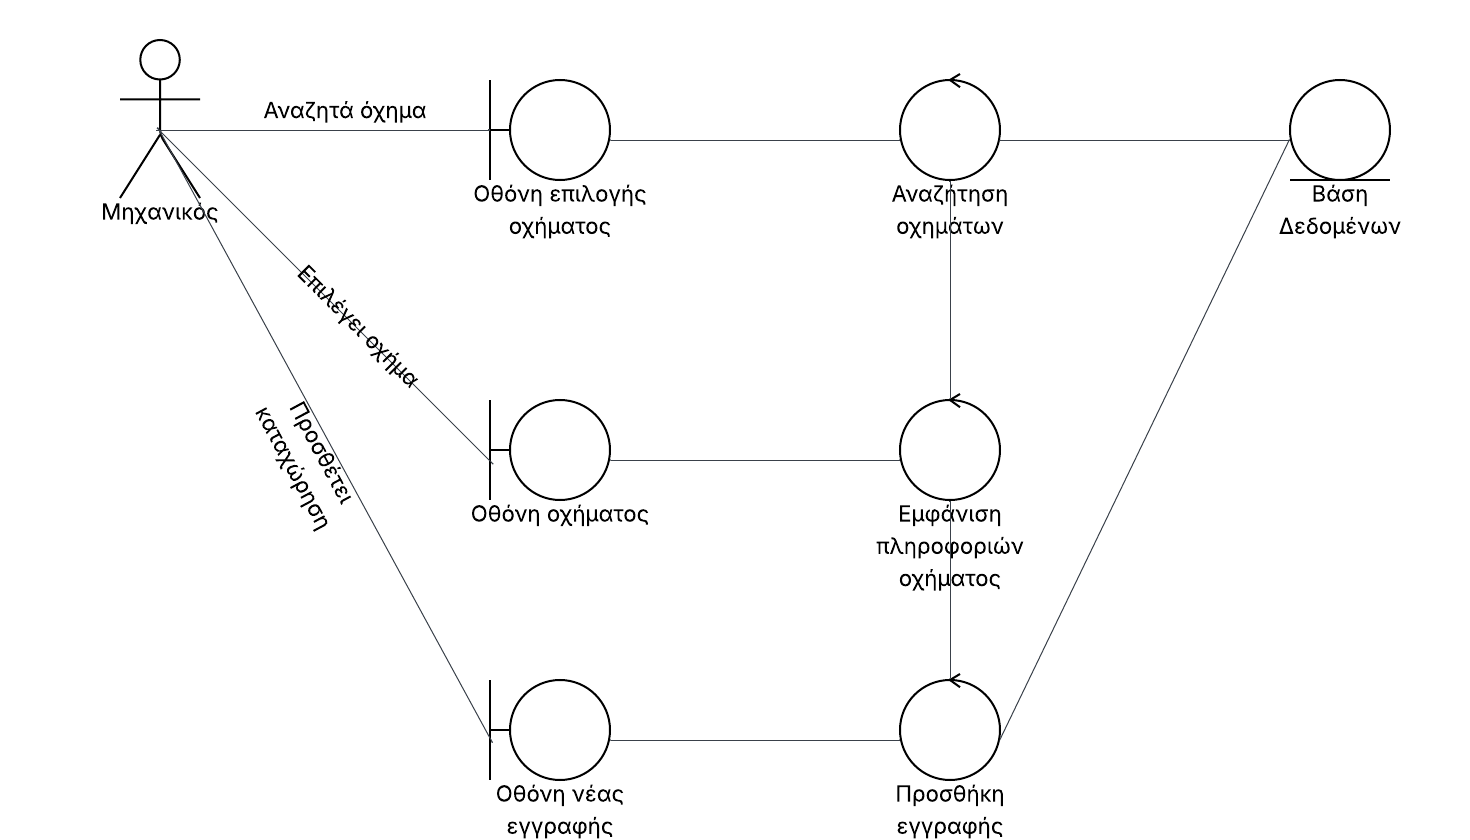 Αναζητά όχημα
Μηχανικός
Οθόνη επιλογής
οχήματος
Αναζήτηση
οχημάτων
Βάση
Δεδομένων
Επιλέγει οχήμα
Προσθέτει
καταχώρηση
Οθόνη οχήματος
Εμφάνιση
πληροφοριών
οχήματος
Οθόνη νέας
εγγραφής
Προσθήκη
εγγραφής